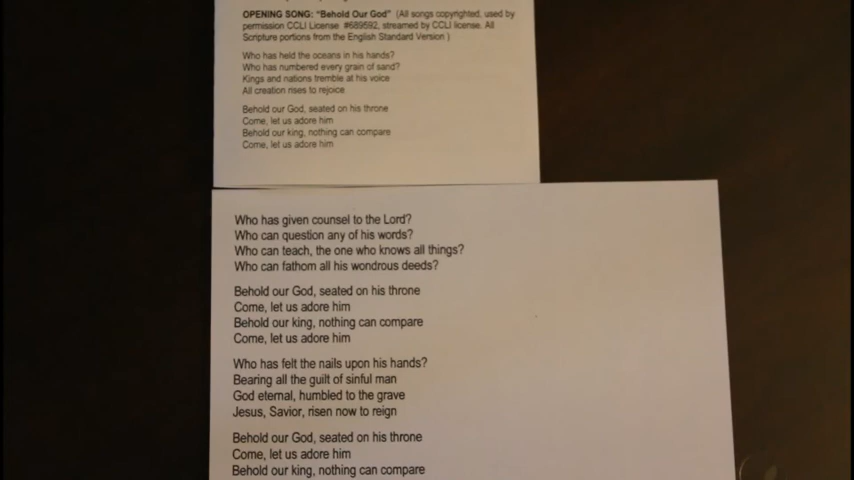 OPENING SONG: "Behold Our God" (All songs copyrighted, used by
permission CCLI License #689592, streamed by CCLI license. All
Scripture portions from the English Standard Version )
Who has held the oceans in his hands?
Who has numbered every grain of sand?
Kings and nations tremble at his voice
All creation rises to rejoice
Behold our God, seated on his throne
Come, let us adore him
Behold our king, nothing can compare
Come, let us adore him
Who has given counsel to the Lord?
Who can question any of his words?
Who can teach, the one who knows all things?
Who can fathom all his wondrous deeds?
Behold our God, seated on his throne
Come, let us adore him
Behold our king, nothing can compare
Come, let us adore him
Who has felt the nails upon his hands?
Bearing all the guilt of sinful man
God eternal, humbled to the grave
Jesus, Savior, risen now to reign
Behold our God, seated on his throne
Come, let us adore him
Behold our king, nothing can compare